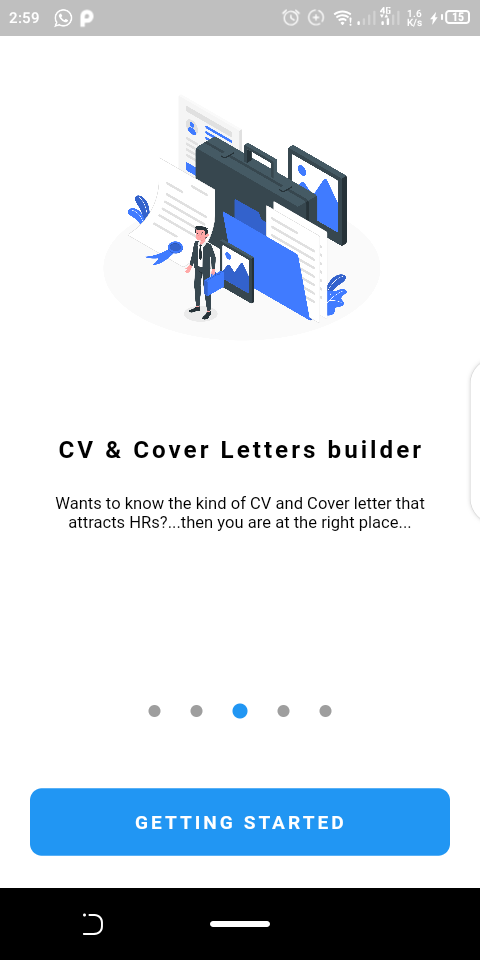 2:59
4G
1.6
K/s
15
CV & Cover Letters builder
Wants to know the kind of CV and Cover letter that
attracts HRs?...then you are at the right place...
GETTING STARTED